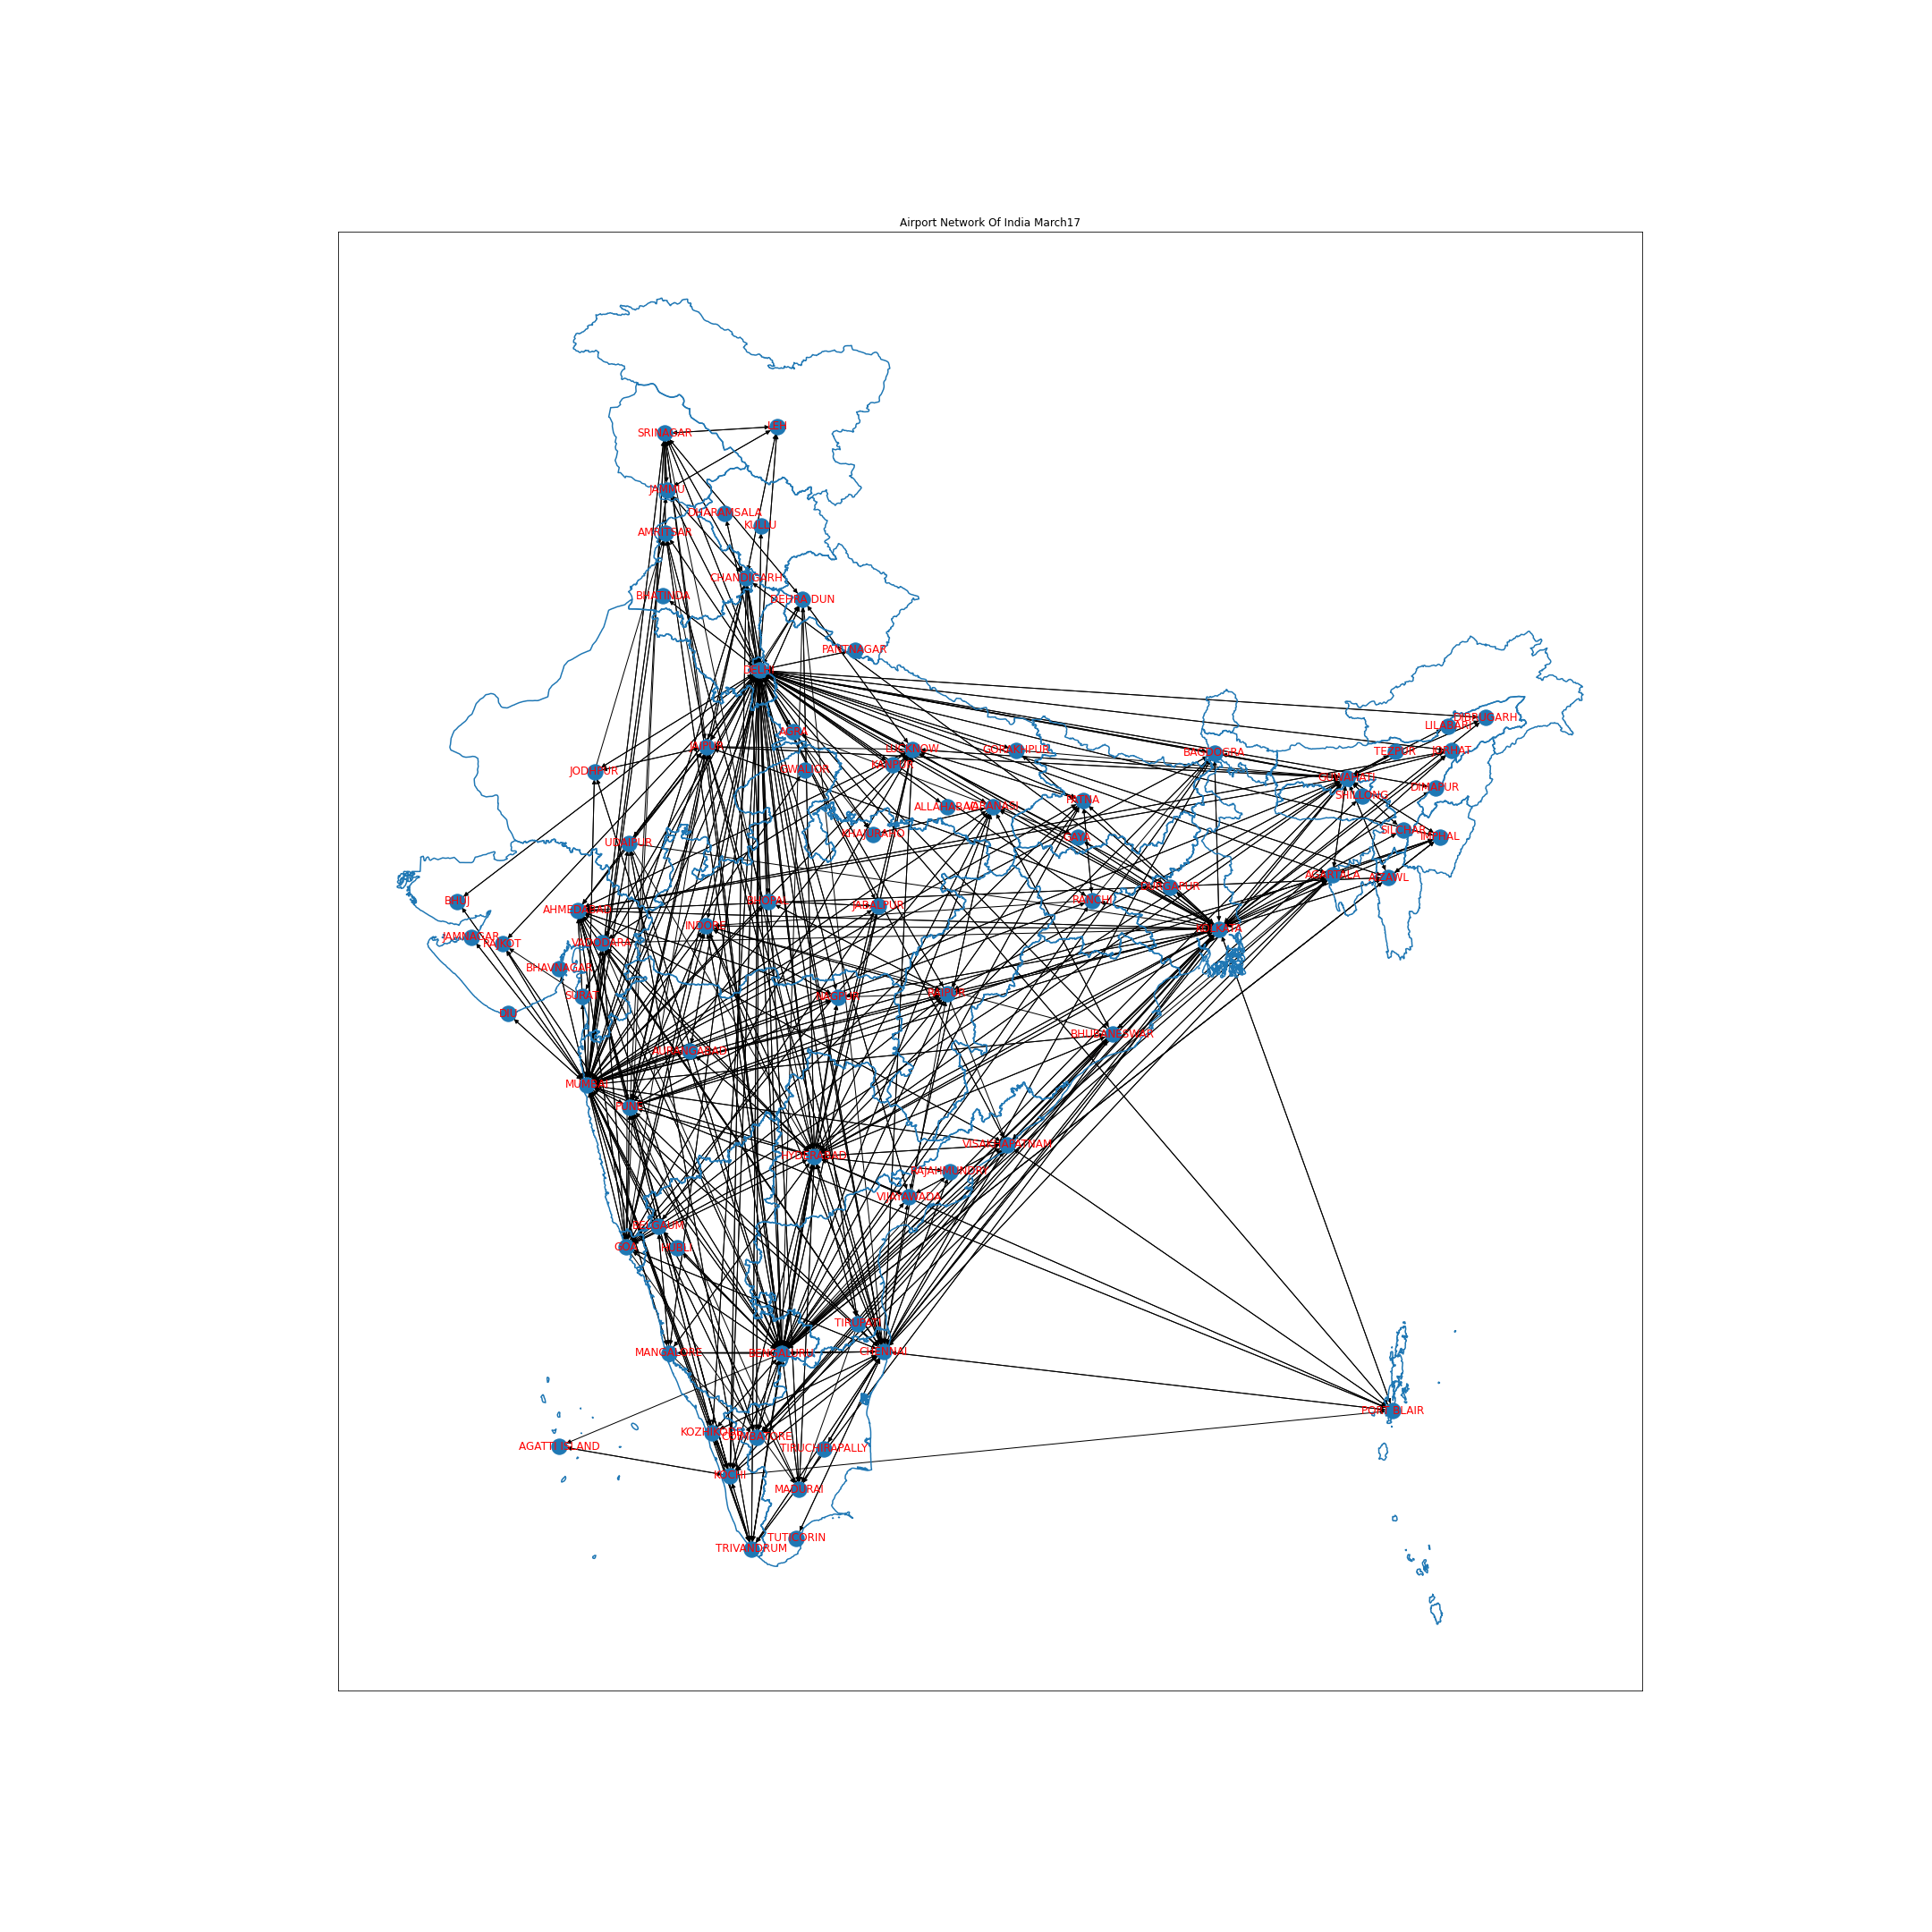 Airport Network Of India March17
LEH
SRINAGAR
JAMMU
DHARAMSALA
KULLU
AMRITSAR
CHANDIGARH
BHATINDA
DEHRA DUN
PANTNAGAR
DELHI
DIBRUGARH
LILABARI
AGRA
JAIPUR
LUCKNOW
GORAKHPUR
BAGDOGRA
TEZPUR
JORHAT
KANPUR
JODHPUR
GWALIOR
GUWAHATI
DIMAPUR
SHILLONG
PATNA
ALLAHABAD
VARANASI
KHAJURAHO
GAYA
SILCHAR
IMPHAL
UDAIPUR
AGARTALA
AIZAWL
DURGAPUR
BHUJ
BHOPAL
JABALPUR
RANCHI
AHMEDABAD
INDORE
KOLKATA
JAMNAGAR
RAJKOT
VADODARA
BHAVNAGAR
SURAT
NAGPUR
RAIPUR
DIU
BHUBANESWAR
AURANGABAD
MUMBAI
PUNE
VISAKHAPATNAM
HYDERABAD
RAJAHMUNDRY
VIJAYAWADA
BELGAUM
GOA
HUBLI
TIRUPATI
MANGALORE
BENGALURU
CHENNAI
PORT BLAIR
KOZHIKODE
COIMBATORE
AGATTI ISLAND
TIRUCHIRAPALLY
KOCHI
MADURAI
TUTICORIN
TRIVANDRUM